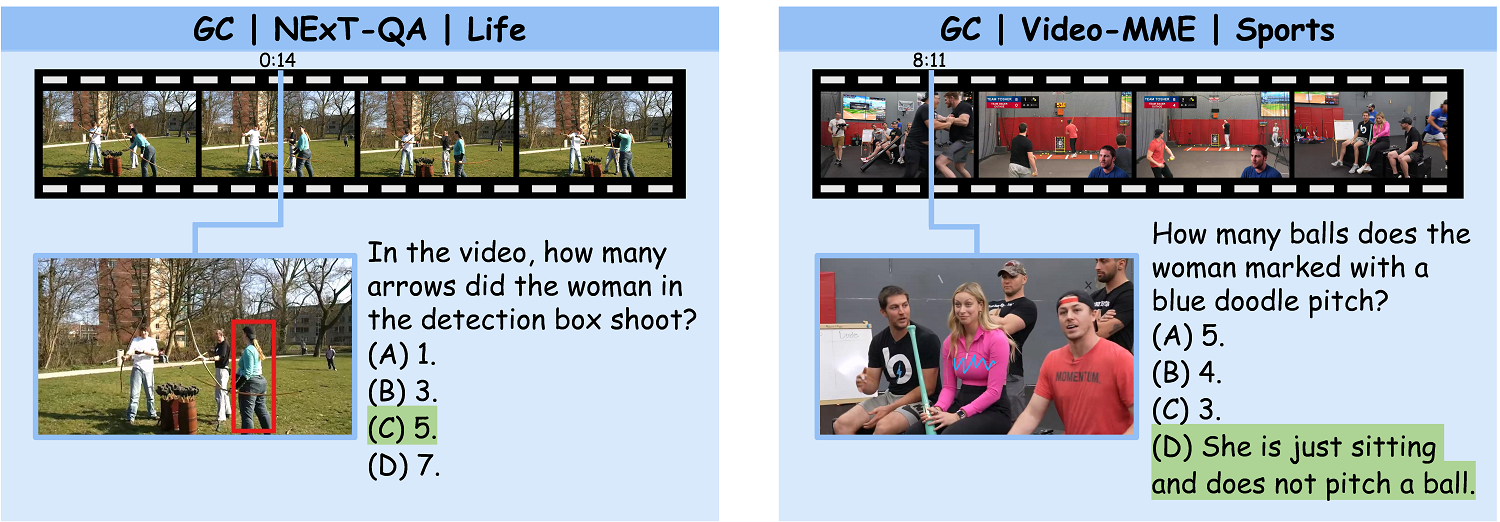 GC | NExT-QA | Life
0:14
In the video, how many
arrows did the woman in
the detection box shoot?
(A) 1.
(B) 3.
(C) 5.
(D) 7.
GC | Video-MME | Sports
8:11
How many balls does the
woman marked with a
blue doodle pitch?
(A) 5.
(B) 4.
(C) 3.
(D) She is just sitting
and does not pitch a ball.
MOMENTUM